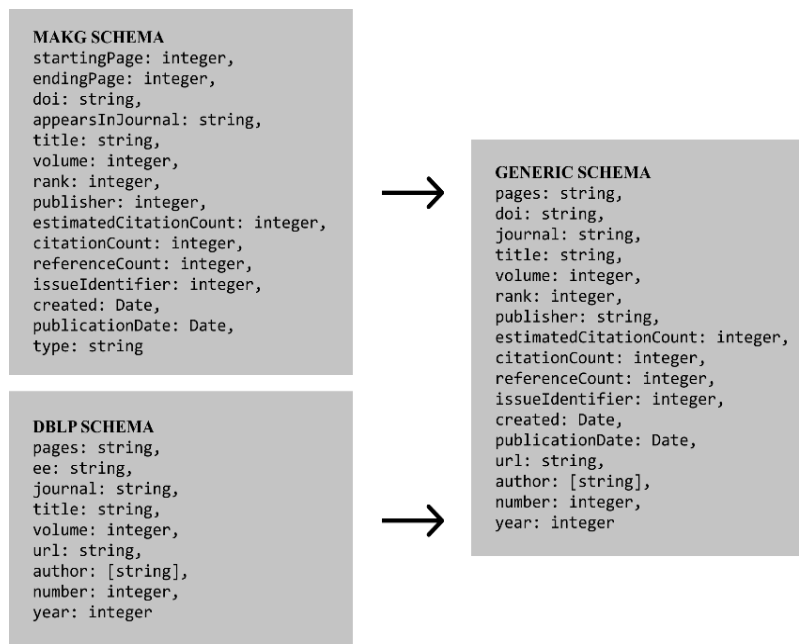 MAKG SCHEMA
startingPage: integer,
endingPage: integer,
doi: string,
appearsInJournal: string,
title: string,
volume: integer,
rank: integer,
publisher: integer,
estimatedCitationCount: integer,
citationCount: integer,
referenceCount: integer,
issueIdentifier: integer,
created: Date,
publicationDate: Date,
type: string
DBLP SCHEMA
pages: string,
ee: string,
journal: string,
title: string,
volume: integer,
url: string,
author: [string],
number: integer,
year: integer
GENERIC SCHEMA
pages: string,
doi: string,
journal: string,
title: string,
volume: integer,
rank: integer,
publisher: string,
estimatedCitationCount: integer,
citationCount: integer,
referenceCount: integer,
issueIdentifier: integer,
created: Date,
publicationDate: Date,
url: string,
author: [string],
number: integer,
year: integer